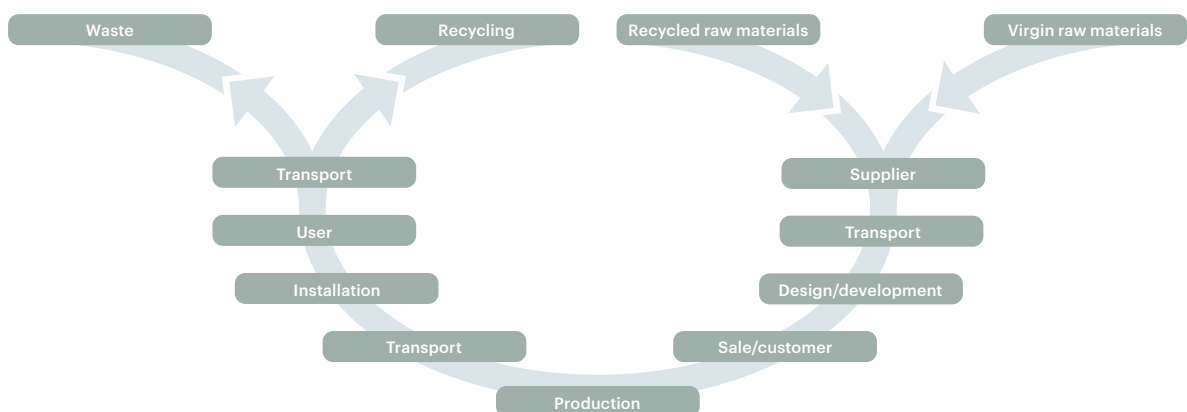 Waste
Recycling
Recycled raw materials
Virgin raw materials
Transport
Supplier
User
Transport
Installation
Design/development
Transport
Sale/customer
Production